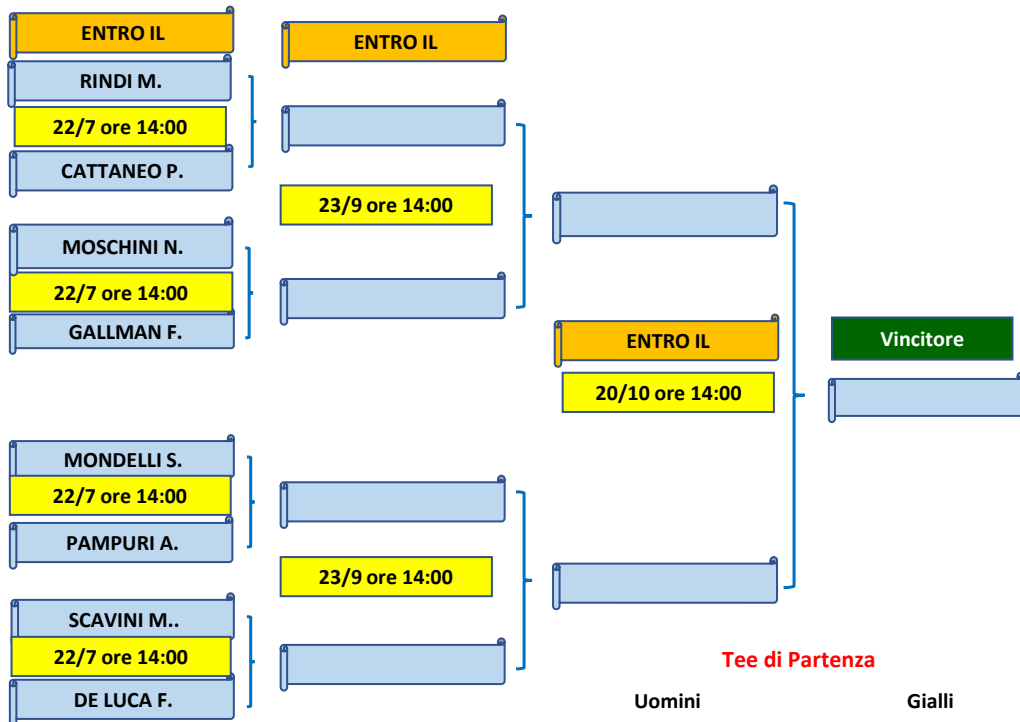 ENTRO IL
ENTRO IL
RINDI M.
22/7 ore 14:00
CATTANEO P.
23/9 ore 14:00
MOSCHINI N.
22/7 ore 14:00
GALLMAN F.
ENTRO IL
Vincitore
20/10 ore 14:00
MONDELLI S.
22/7 ore 14:00
PAMPURI A.
23/9 ore 14:00
SCAVINI M..
22/7 ore 14:00
DE LUCA F.
Tee di Partenza
Uomini Gialli